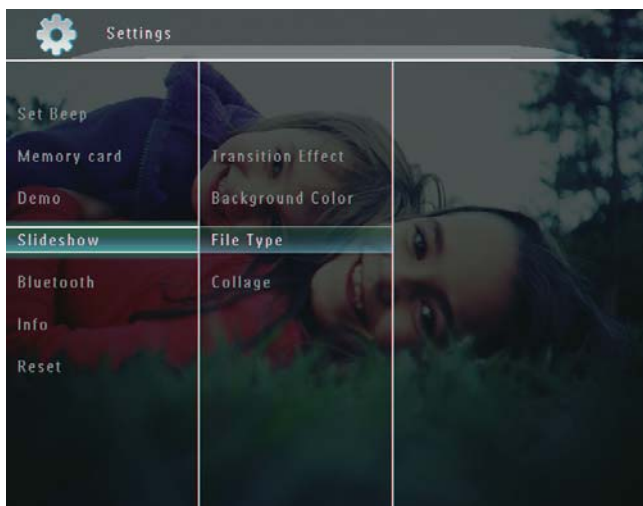 Settings
Set Beep
Memory card
Demo
Slideshow
Bluetooth
Info
Reset
Transition Effect
Background Color
File Type
Collage